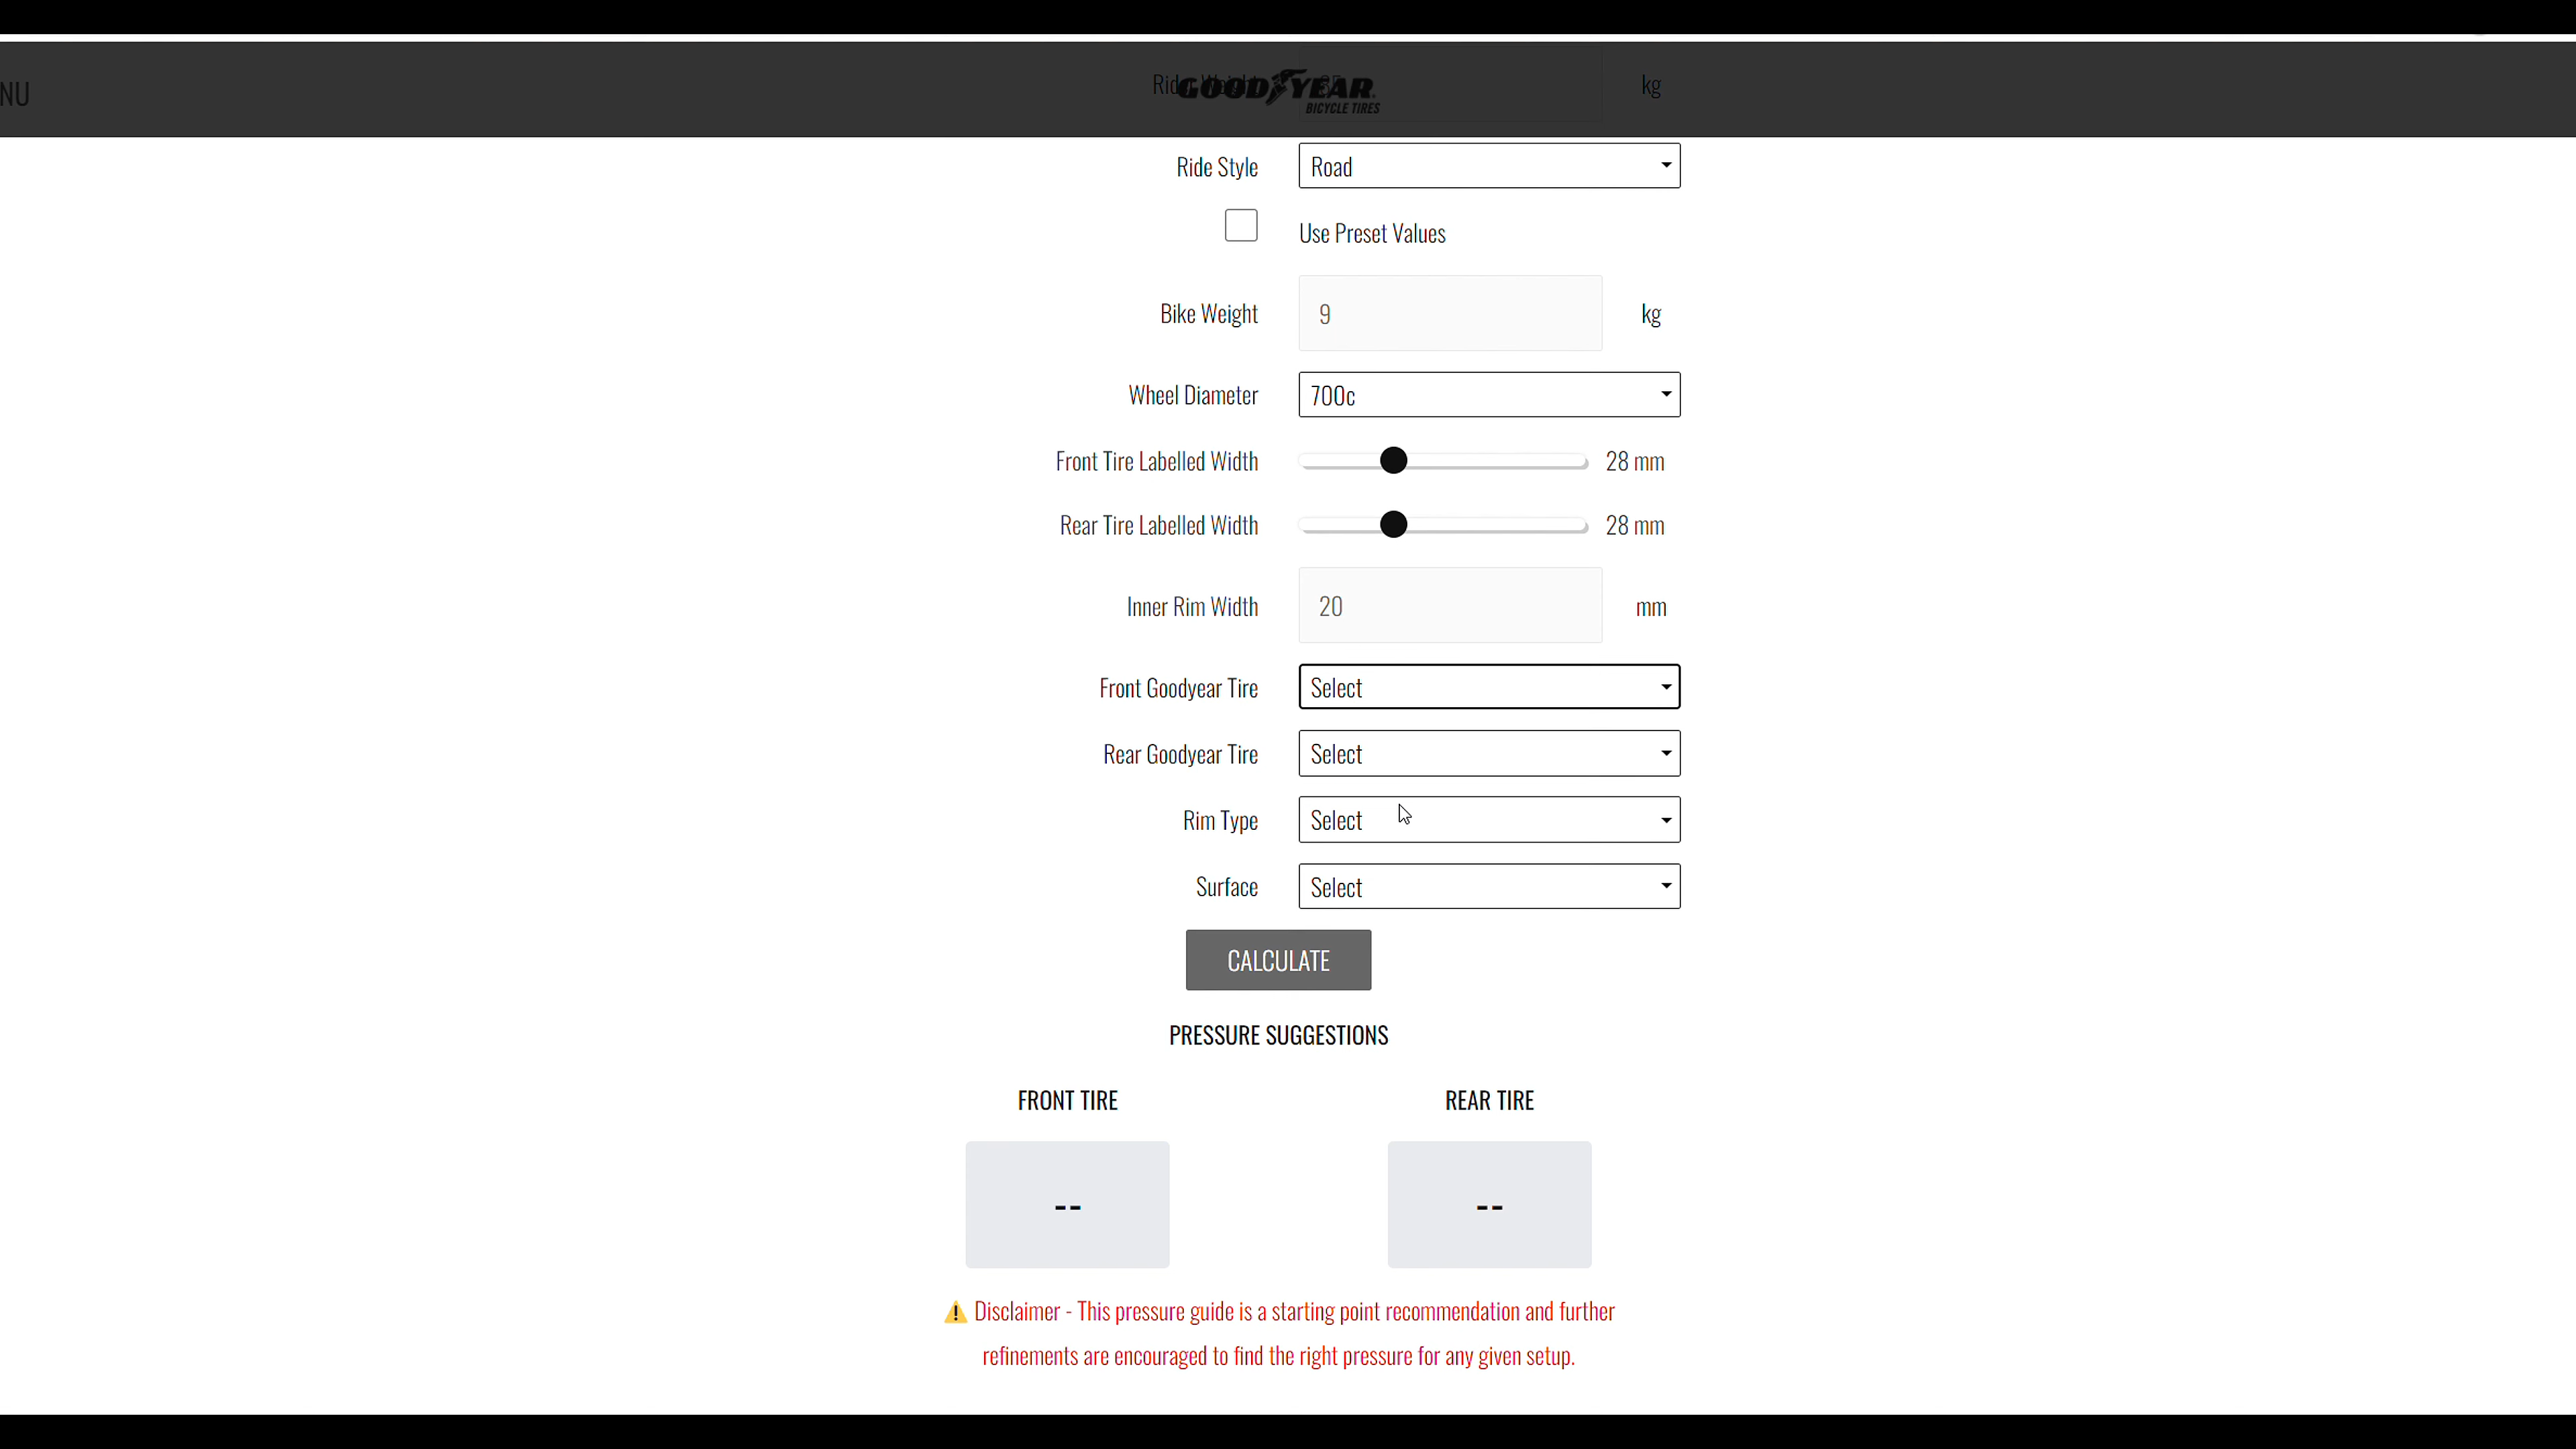 NU
GOODYEAR
BICYCLE TIRES
kg
Ride Style Road
Use Preset Values
Bike Weight 9 kg
Wheel Diameter 700c
Front Tire Labelled Width 28 mm
Rear Tire Labelled Width 28 mm
Inner Rim Width 20 mm
Front Goodyear Tire Select
Rear Goodyear Tire Select
Rim Type Select
Surface Select
CALCULATE
PRESSURE SUGGESTIONS
FRONT TIRE REAR TIRE
-- --
Disclaimer - This pressure guide is a starting point recommendation and further
refinements are encouraged to find the right pressure for any given setup.